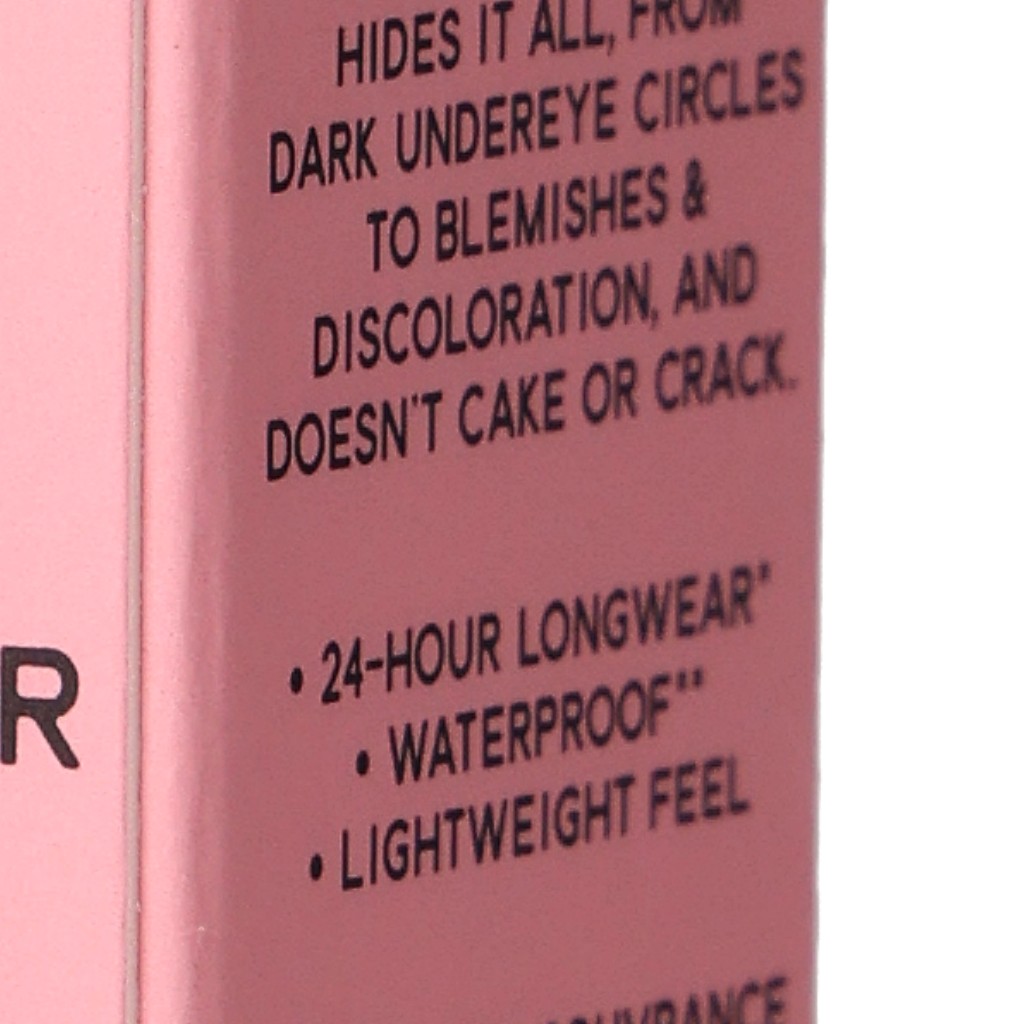 HIDES IT ALL, FROM
DARK UNDEREYE CIRCLES
TO BLEMISHES &
DISCOLORATION, AND
DOESN'T CAKE OR CRACK.
• 24-HOUR LONGWEAR*
• WATERPROOF**
• LIGHTWEIGHT FEEL
R